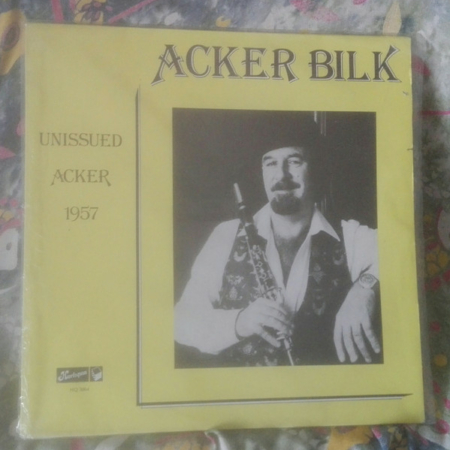 ACKER BILK
UNISSUED
ACKER
1957